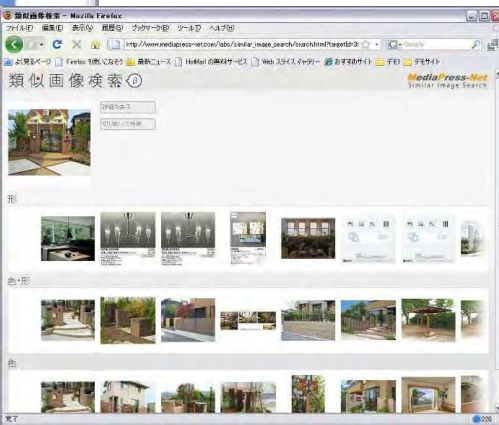 類似画像検索 - Mozilla Firefox
ファイル(F) 編集(E) 表示(V) 履歴(S) ブックマーク(B) ツール(T) ヘルプ(H)
http://www.mediapress-net.com/labs/similar_image_search/search.html?targetId=3
Google
よく見るページ Firefox を使いこなそう 最新ニュース HotMail の無料サービス Web スライス ギャラリー おすすめサイト デモ1 デモサイト
類似画像検索 β
MediaPress-Net
Similar Image Search
詳細を表示
切り抜いて検索
形
色・形
色
完了